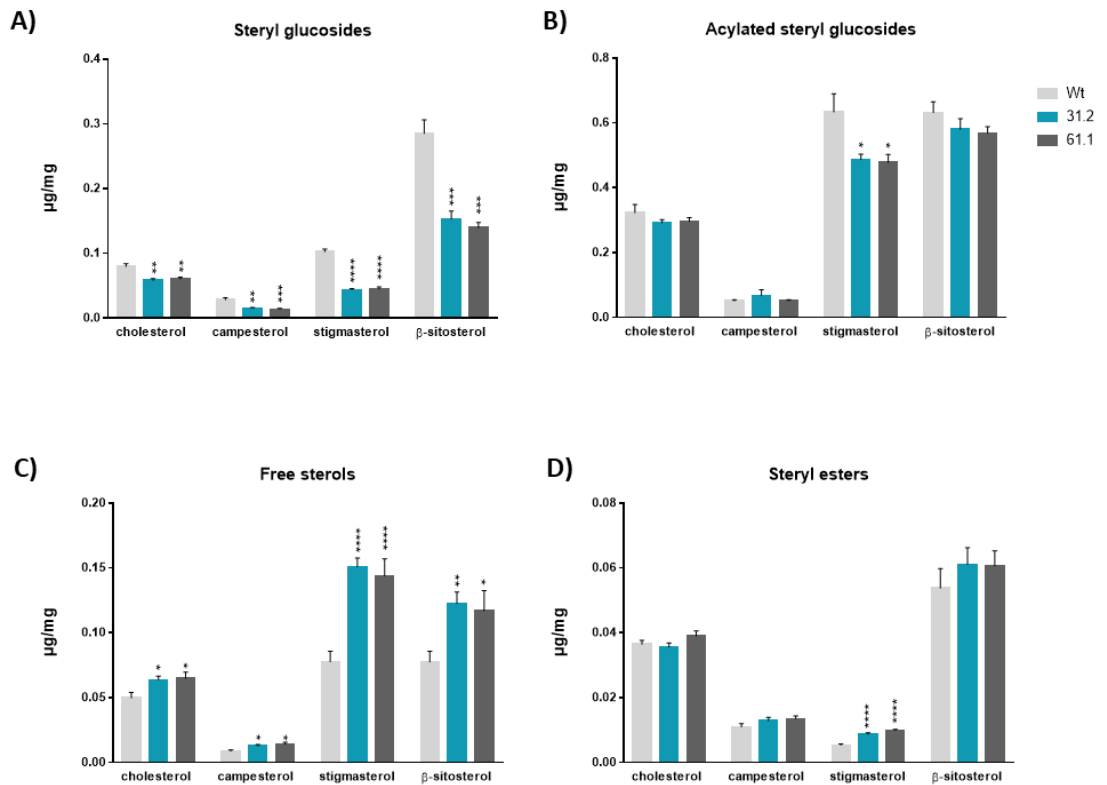 A)
Steryl glucosides
0.4
0.3
0.2
0.1
0.0
µg/mg
** **
** ***
**** ****
*** ***
cholesterol campesterol stigmasterol β-sitosterol
B)
Acylated steryl glucosides
0.8
0.6
0.4
0.2
0.0
µg/mg
* *
cholesterol campesterol stigmasterol β-sitosterol
Wt
31.2
61.1
C)
Free sterols
0.20
0.15
0.10
0.05
0.00
µg/mg
* *
* *
**** ****
** *
cholesterol campesterol stigmasterol β-sitosterol
D)
Steryl esters
0.08
0.06
0.04
0.02
0.00
µg/mg
**** ****
cholesterol campesterol stigmasterol β-sitosterol